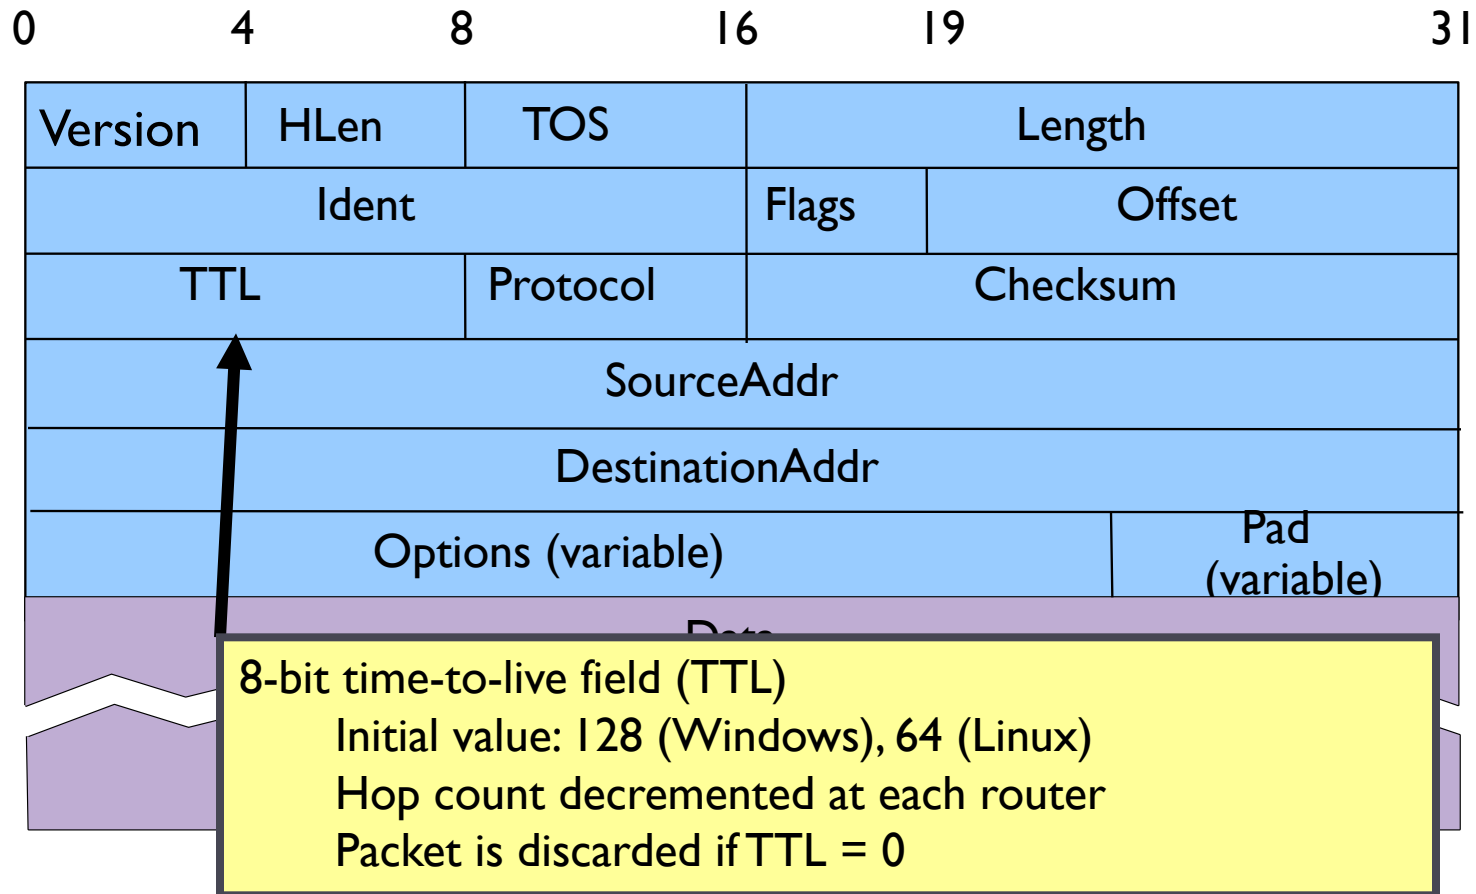 0 4 8 16 19 31
Version HLen TOS Length
Ident Flags Offset
TTL Protocol Checksum
SourceAddr
DestinationAddr
Options (variable) Pad
(variable)
Data
8-bit time-to-live field (TTL)
Initial value: 128 (Windows), 64 (Linux)
Hop count decremented at each router
Packet is discarded if TTL = 0